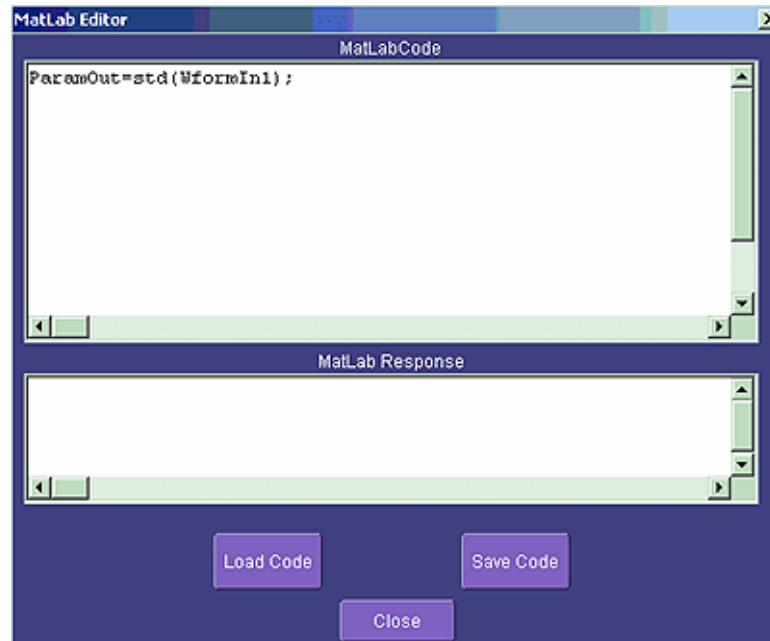 MatLab Editor
MatLabCode
ParamOut=std(WformIn1);
MatLab Response
Load Code
Save Code
Close